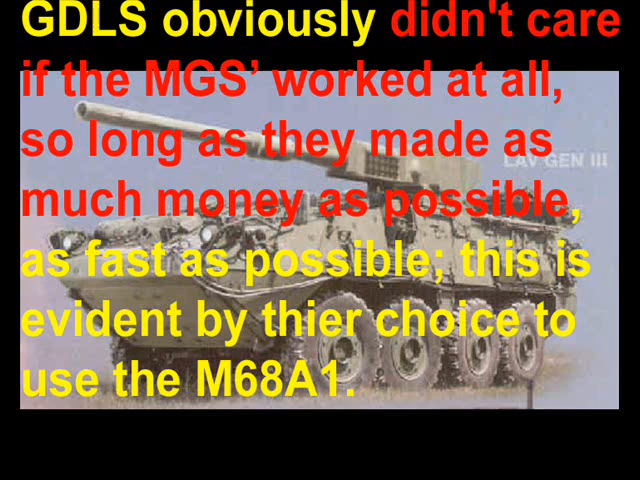 GDLS obviously didn't care
if the MGS’ worked at all,
so long as they made as
LAV GEN III
much money as possible,
as fast as possible; this is
evident by thier choice to
use the M68A1.